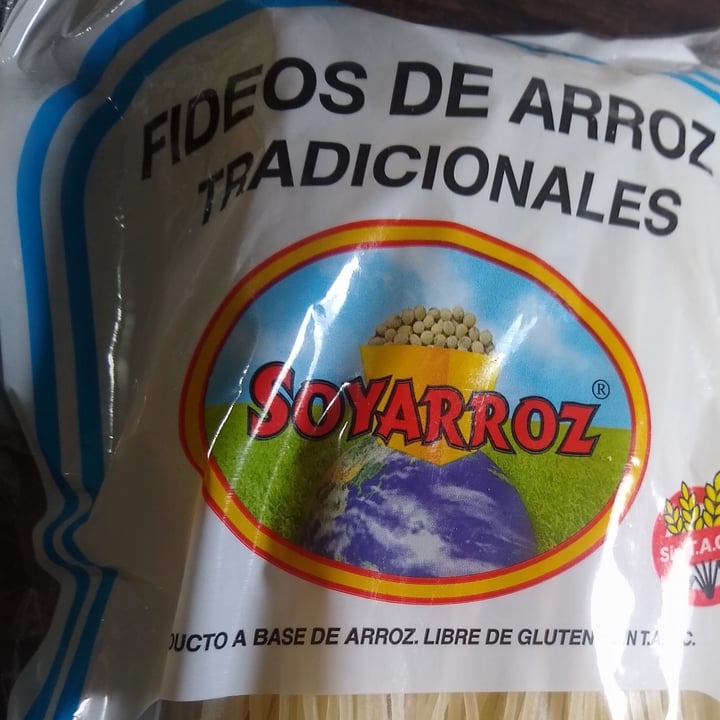 FIDEOS DE ARROZ
TRADICIONALES
SOYARROZ®
DUCTO A BASE DE ARROZ. LIBRE DE GLUTEN